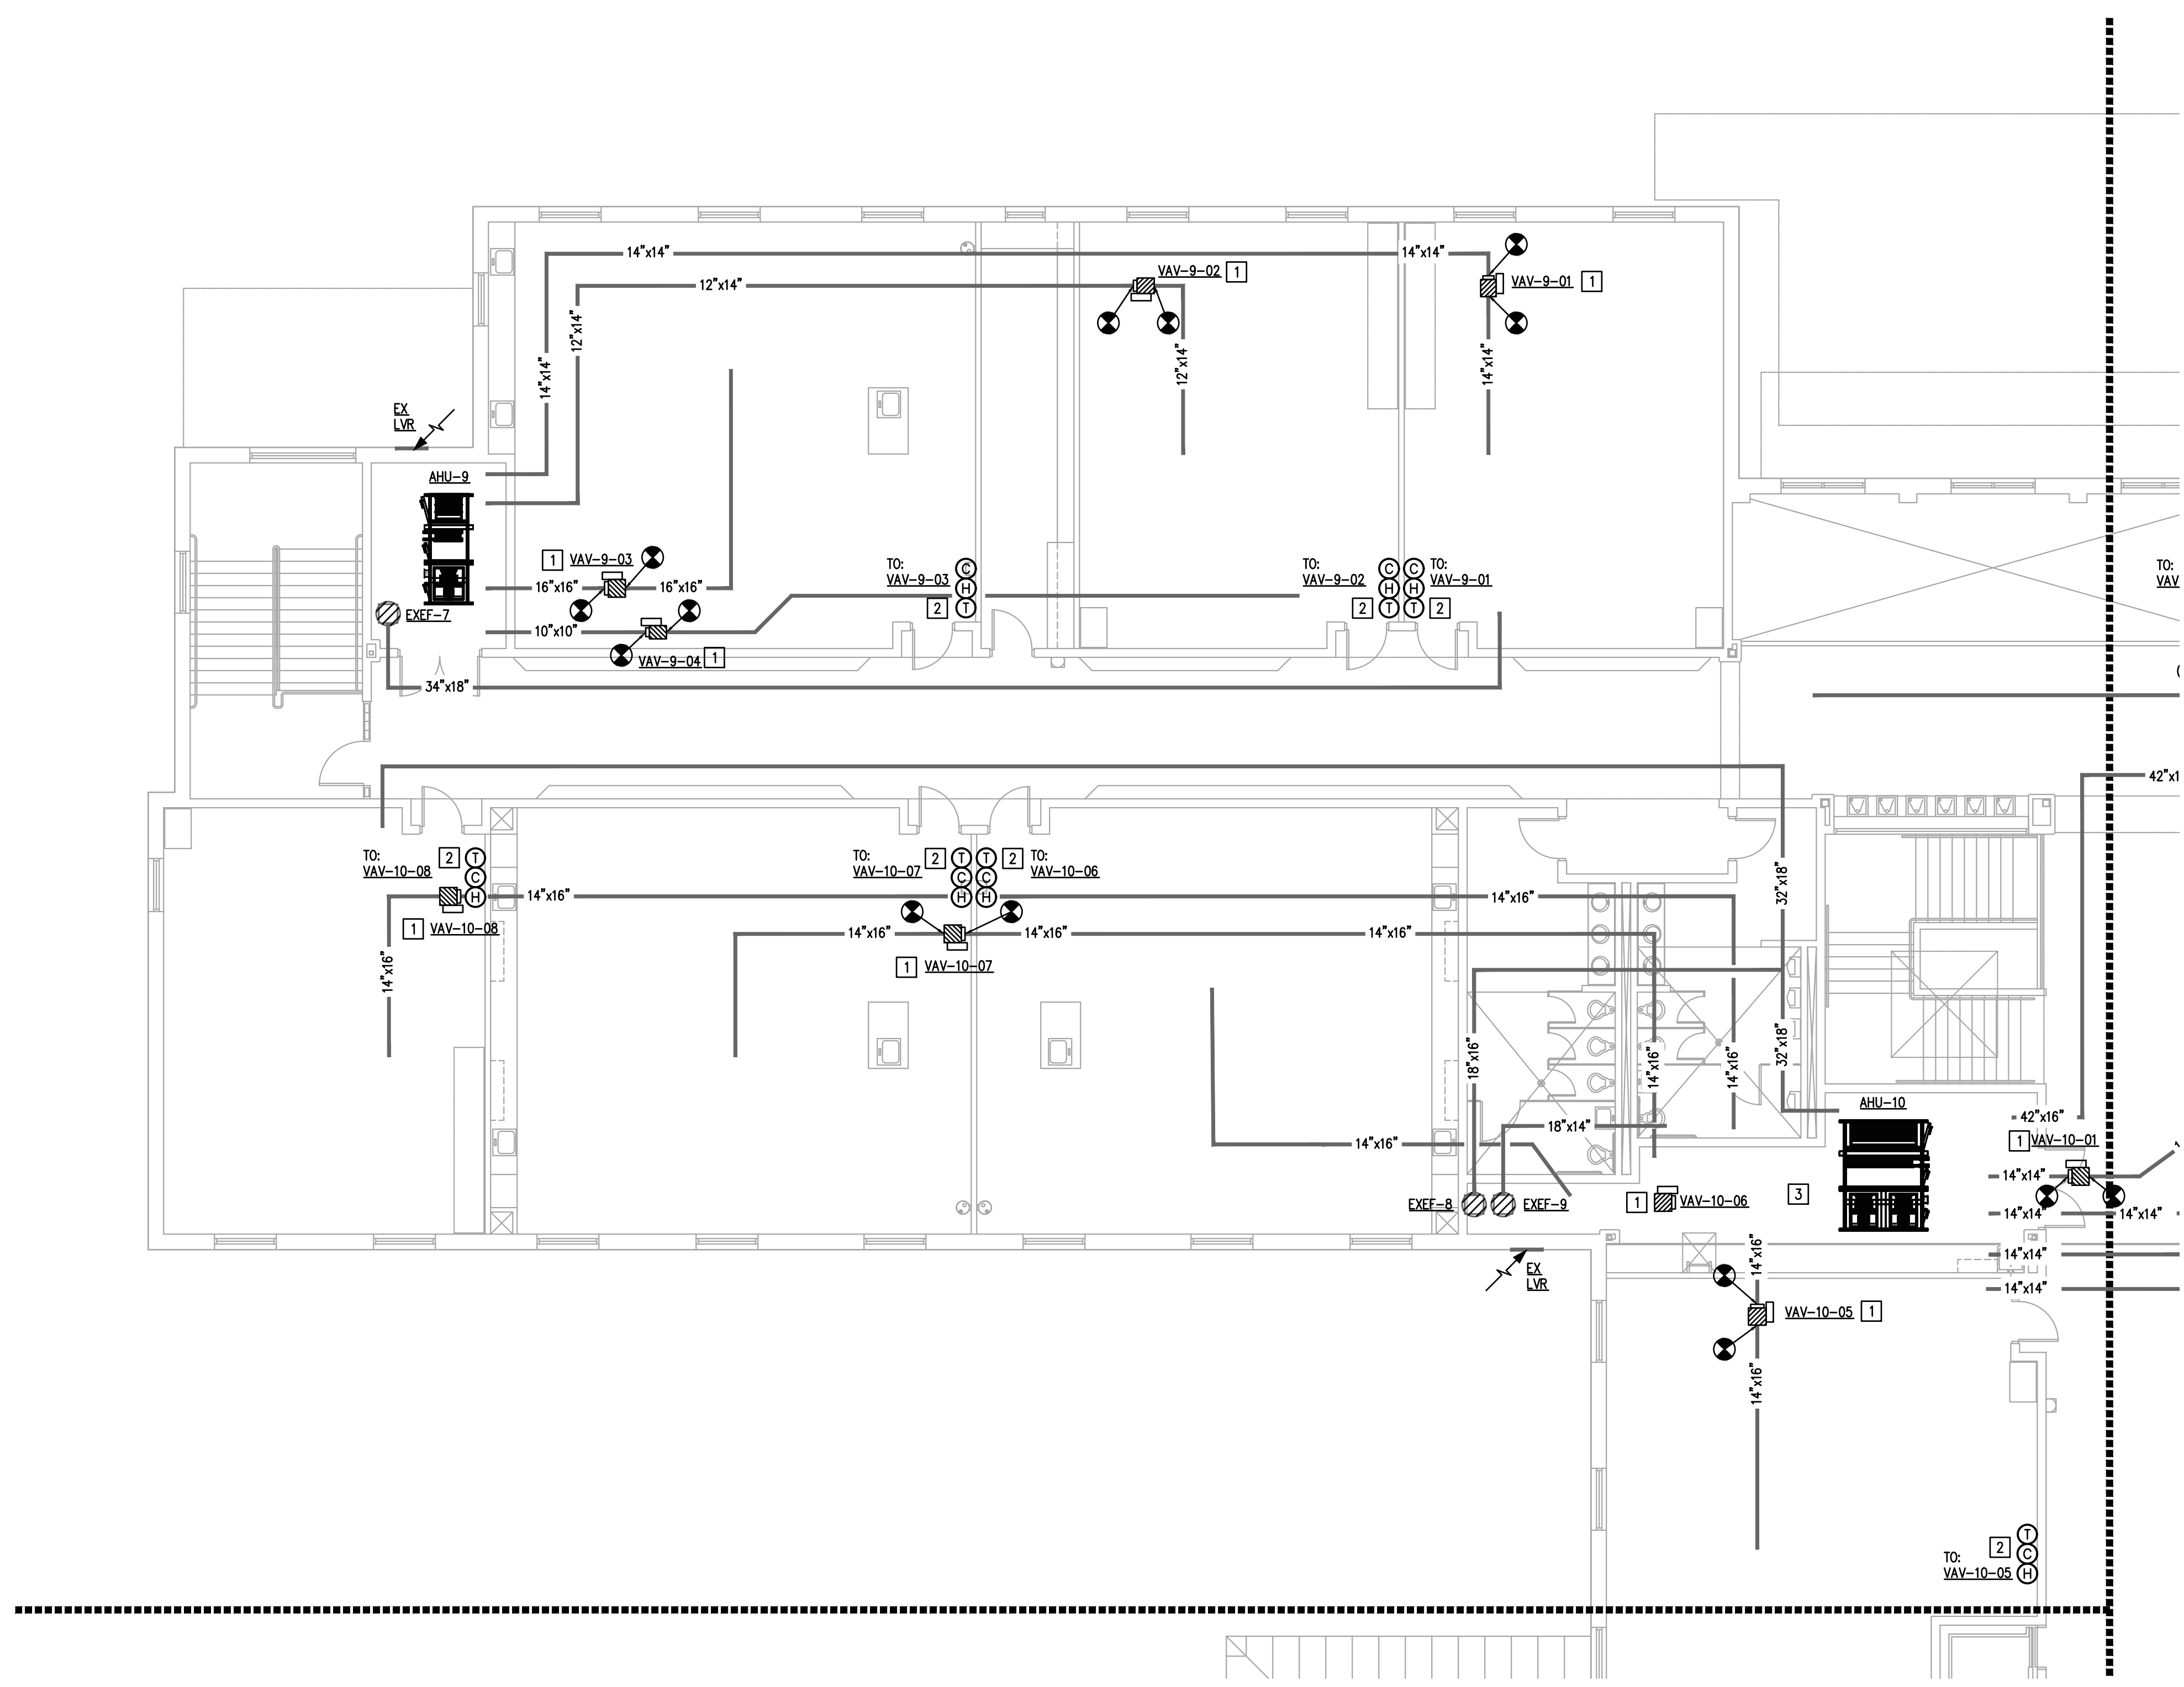 14"x14"
14"x14"
VAV-9-02
1
VAV-9-01
1
12"x14"
12"x14"
14"x14"
12"x14"
14"x14"
EX
LVR
AHU-9
1
VAV-9-03
16"x16"
16"x16"
TO:
VAV-9-03
C
H
T
2
TO:
VAV-9-02
2
C
H
T
C
H
T
TO:
VAV-9-01
2
TO:
VAV
EXEF-7
10"x10"
VAV-9-04
1
34"x18"
42"x1
TO:
VAV-10-08
2
T
C
H
TO:
VAV-10-07
2
T
C
H
T
C
H
2
TO:
VAV-10-06
32"x18"
14"x16"
14"x16"
1
VAV-10-08
14"x16"
14"x16"
14"x16"
14"x16"
1
VAV-10-07
18"x16"
14"x16"
14"x16"
32"x18"
AHU-10
42"x16"
18"x14"
14"x16"
1
VAV-10-01
14"x14"
EXEF-8
EXEF-9
1
VAV-10-06
3
14"x14"
14"x14"
14"x16"
14"x14"
EX
LVR
14"x14"
VAV-10-05
1
14"x16"
2
T
C
H
TO:
VAV-10-05